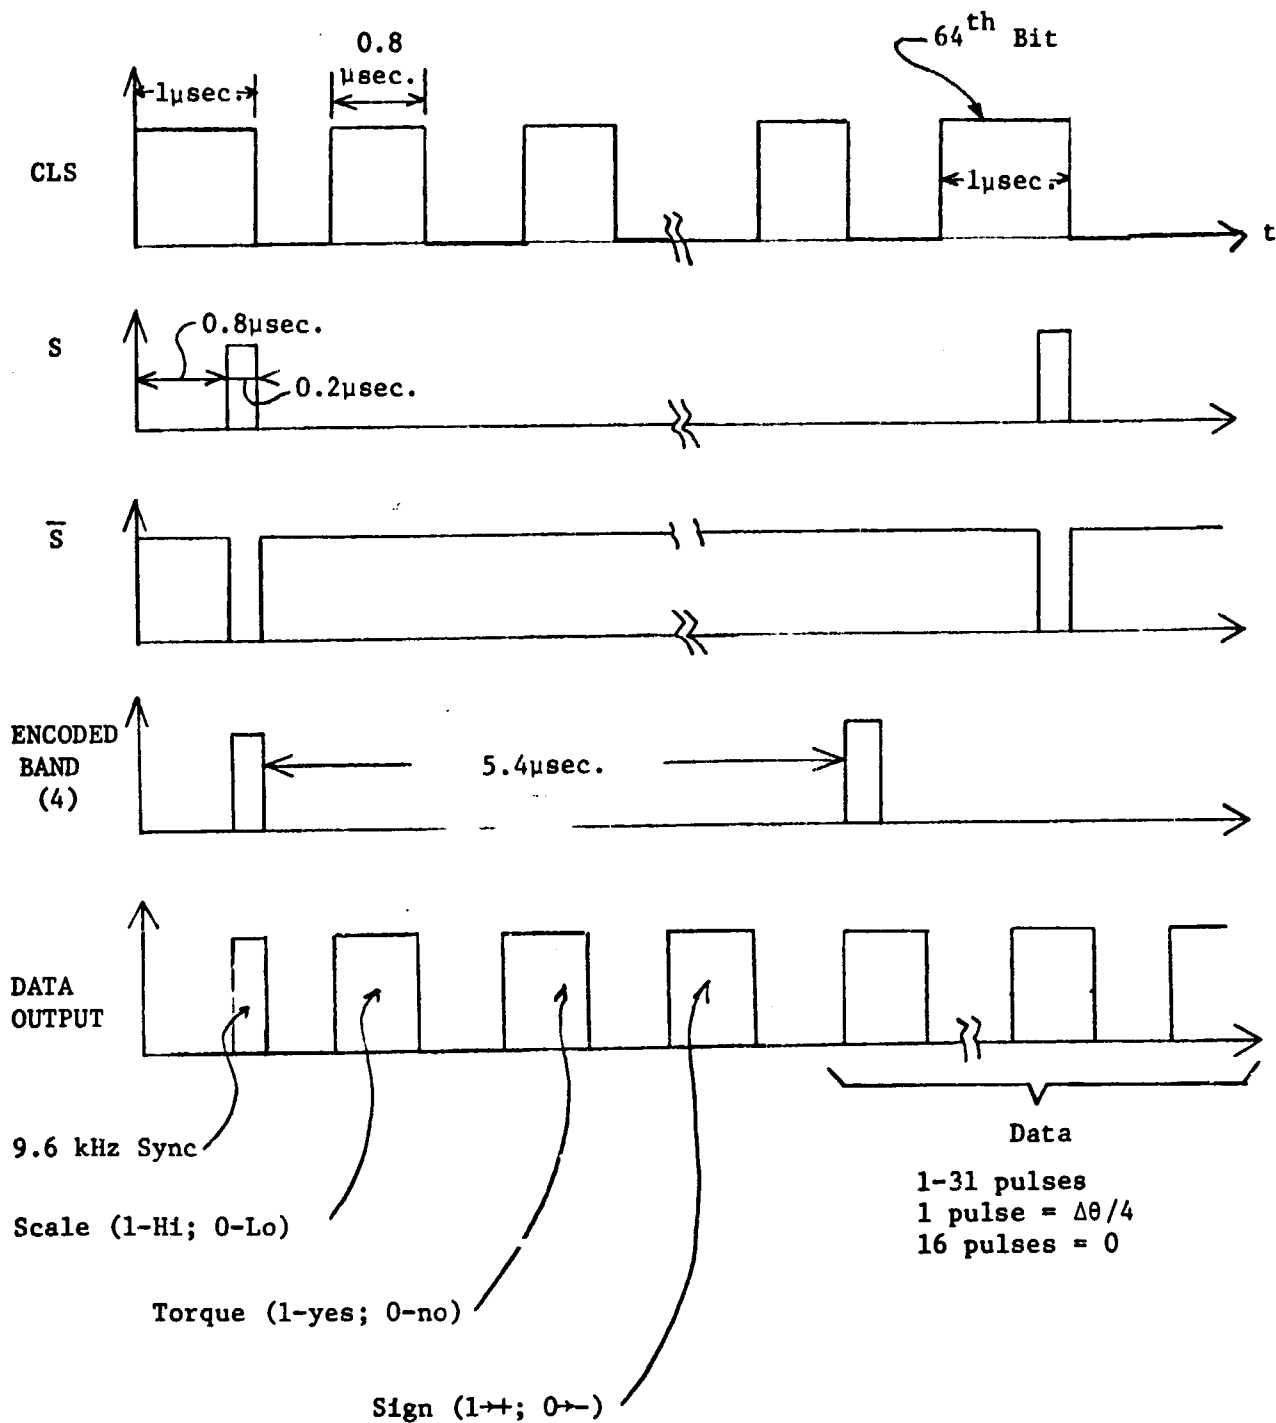 64th Bit
0.8
μsec.
1μsec.
CLS
1μsec.
t
S
0.8μsec.
0.2μsec.
S̅
ENCODED
BAND
(4)
5.4μsec.
DATA
OUTPUT
9.6 kHz Sync
Data
1-31 pulses
1 pulse = Δθ/4
16 pulses = 0
Scale (1-Hi; 0-Lo)
Torque (1-yes; 0-no)
Sign (1→+; 0→-)